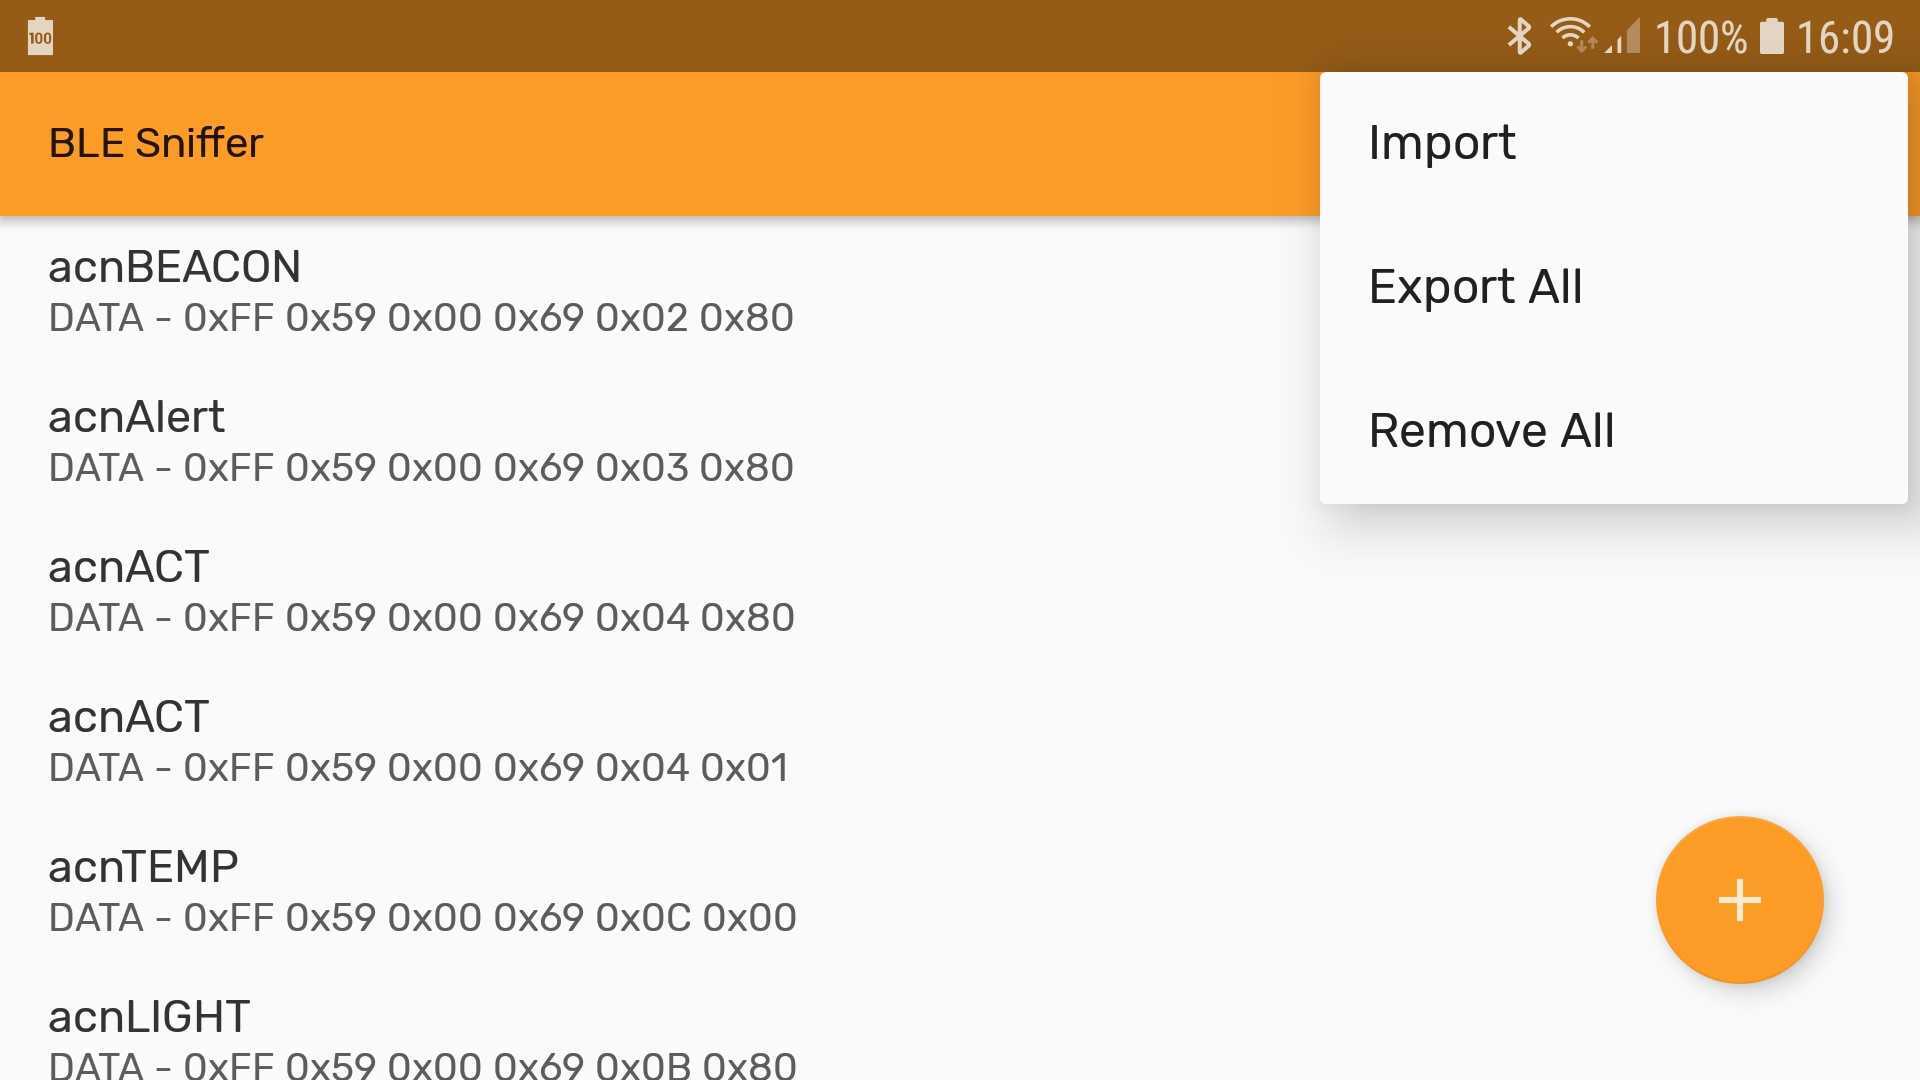 100 100% 16:09
BLE Sniffer
Import
Export All
Remove All
acnBEACON
DATA - 0xFF 0x59 0x00 0x69 0x02 0x80
acnAlert
DATA - 0xFF 0x59 0x00 0x69 0x03 0x80
acnACT
DATA - 0xFF 0x59 0x00 0x69 0x04 0x80
acnACT
DATA - 0xFF 0x59 0x00 0x69 0x04 0x01
acnTEMP
DATA - 0xFF 0x59 0x00 0x69 0x0C 0x00
acnLIGHT
DATA - 0xFF 0x59 0x00 0x69 0x0B 0x80